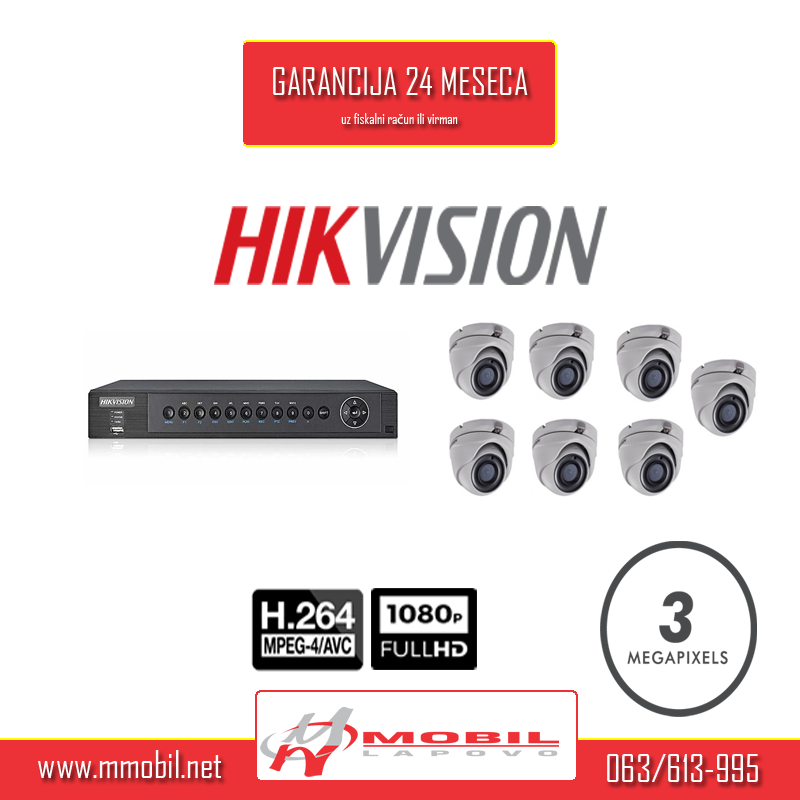 GARANCIJA 24 MESECA
uz fiskalni račun ili virman
HIKVISION
HIKVISION
H.264
MPEG-4/AVC
1080p
FULLHD
3
MEGAPIXELS
MOBIL
LAPOVO
www.mmobil.net
063/613-995